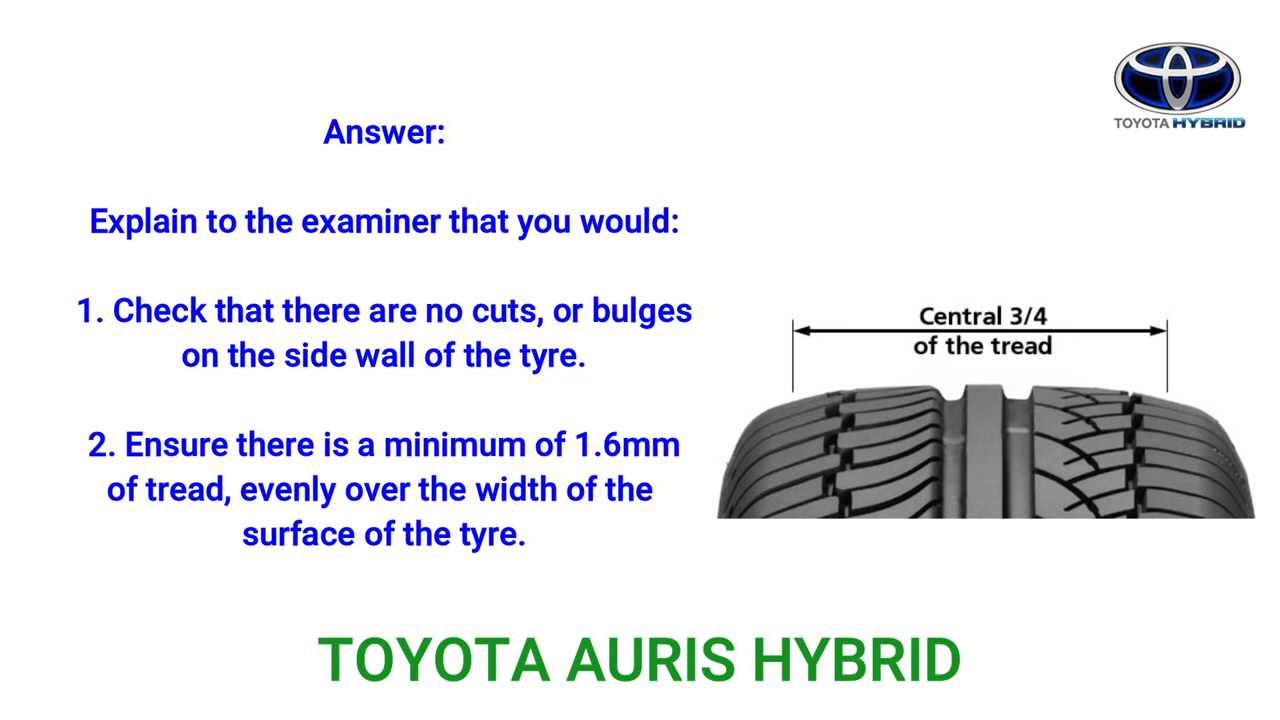 TOYOTA HYBRID
Answer:
Explain to the examiner that you would:
1. Check that there are no cuts, or bulges
on the side wall of the tyre.
2. Ensure there is a minimum of 1.6mm
of tread, evenly over the width of the
surface of the tyre.
Central 3/4
of the tread
TOYOTA AURIS HYBRID